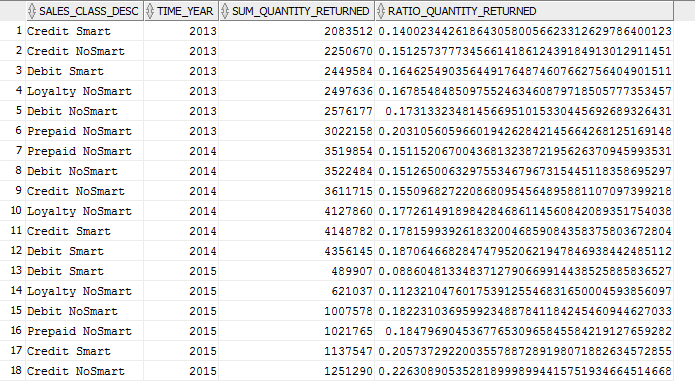 SALES_CLASS_DESC TIME_YEAR SUM_QUANTITY_RETURNED RATIO_QUANTITY_RETURNED
1 Credit Smart 2013 2083512 0.140023442618643058005662331262978640012​3
2 Credit NoSmart 2013 2250670 0.1512573777345661418612439184913012911451
3 Debit Smart 2013 2449584 0.1646254903564491764874607662756404901511
4 Loyalty NoSmart 2013 2497636 0.1678548485097552463460879718505777353457
5 Debit NoSmart 2013 2576177 0.173133234814566951015330445692689326431
6 Prepaid NoSmart 2013 3022158 0.2031056059660194262842145664268125169148
7 Prepaid NoSmart 2014 3519854 0.1511520670043681323872195626370945993531
8 Debit NoSmart 2014 3522484 0.1512650063297553467967315445118358695297
9 Credit NoSmart 2014 3611715 0.1550968272208680954564895881107097399218
10 Loyalty NoSmart 2014 4127860 0.1772614918984284686114560842089351754038
11 Credit Smart 2014 4148782 0.1781599392618320046859084358375803672804
12 Debit Smart 2014 4356145 0.1870646682847479520621947846938442485112
13 Debit Smart 2015 489907 0.0886048133483712790669914438525885836527
14 Loyalty NoSmart 2015 621037 0.1123210476017539125546831650004593856097
15 Debit NoSmart 2015 1007578 0.1822310369599234887841184245460944627033
16 Prepaid NoSmart 2015 1021765 0.184796904536776530965845584219127659282
17 Credit Smart 2015 1137547 0.2057372922003557887289198071882634572855
18 Credit NoSmart 2015 1251290 0.2263089053528189998994415751934664514668